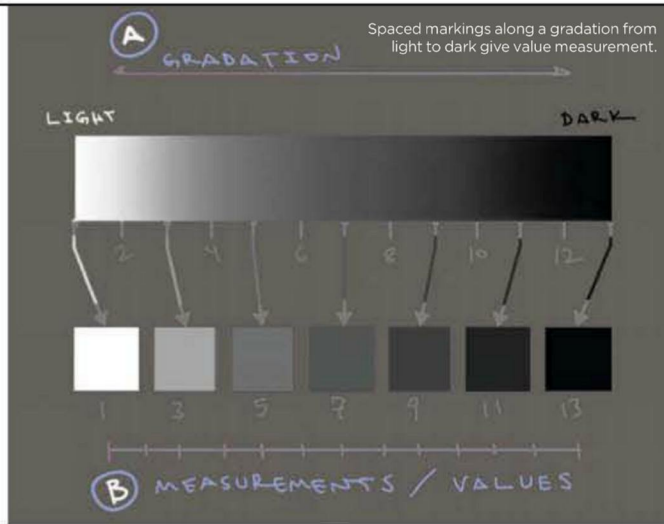 Spaced markings along a gradation from
light to dark give value measurement.
A
GRADATION
LIGHT DARK
2 4 6 8 10 12
1 3 5 7 9 11 13
B MEASUREMENTS / VALUES